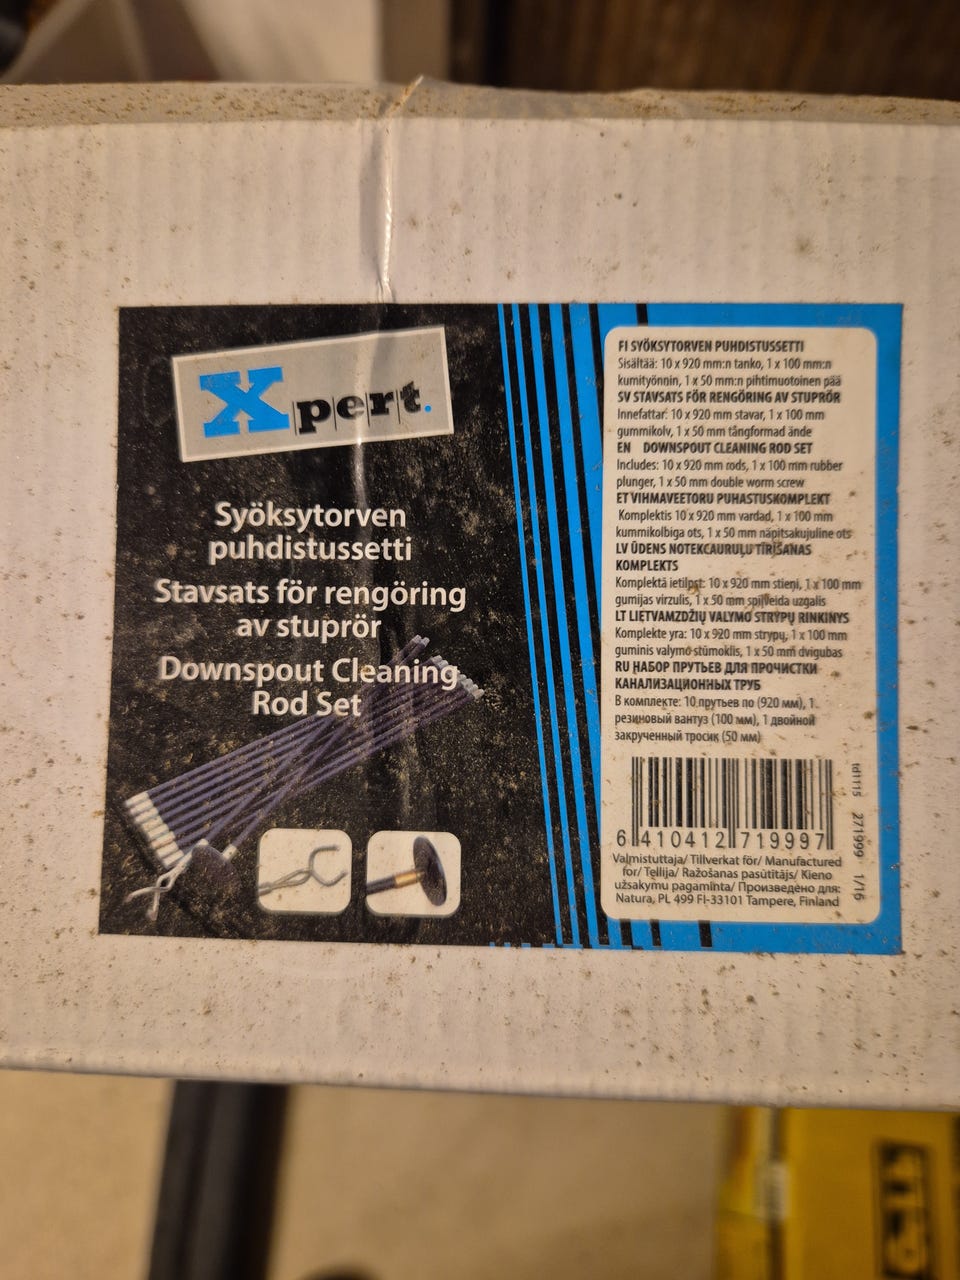 Xpert.
Syöksytorven
puhdistussetti
Stavsats för rengöring
av stuprör
Downspout Cleaning
Rod Set
FI SYÖKSYTORVEN PUHDISTUSSETTI
Sisältää: 10 x 920 mm:n tanko, 1 x 100 mm:n
kumityönnin, 1 x 50 mm:n pihtimuotoinen pää
SV STAVSATS FÖR RENGÖRING AV STUPRÖR
Innefattar: 10 x 920 mm stavar, 1 x 100 mm
gummikolv, 1 x 50 mm tångformad ände
EN DOWNSPOUT CLEANING ROD SET
Includes: 10 x 920 mm rods, 1 x 100 mm rubber
plunger, 1 x 50 mm double worm screw
ET VIHMAVEETORU PUHASTUSKOMPLEKT
Komplektis 10 x 920 mm vardad, 1 x 100 mm
kummikolbiga ots, 1 x 50 mm näpitsakujuline ots
LV ŪDENS NOTEKCAURUĻU TĪRĪŠANAS
KOMPLEKTS
Komplektā ietilpst: 10 x 920 mm stieņi, 1 x 100 mm
gumijas virzulis, 1 x 50 mm spīļveida uzgalis
LT LIETVAMZDŽIŲ VALYMO STRYPŲ RINKINYS
Komplekte yra: 10 x 920 mm strypų, 1 x 100 mm
guminis valymo stūmoklis, 1 x 50 mm dvigubas
RU НАБОР ПРУТЬЕВ ДЛЯ ПРОЧИСТКИ
КАНАЛИЗАЦИОННЫХ ТРУБ
В комплекте: 10 прутьев по (920 мм), 1
резиновый вантуз (100 мм), 1 двойной
закрученный тросик (50 мм)
6 410412 719997
td1115 271999 1/16
Valmistuttaja/ Tillverkat för/ Manufactured
for/ Tellija/ Ražošanas pasūtītājs/ Kieno
užsakymu pagaminta/ Произведено для:
Natura, PL 499 FI-33101 Tampere, Finland